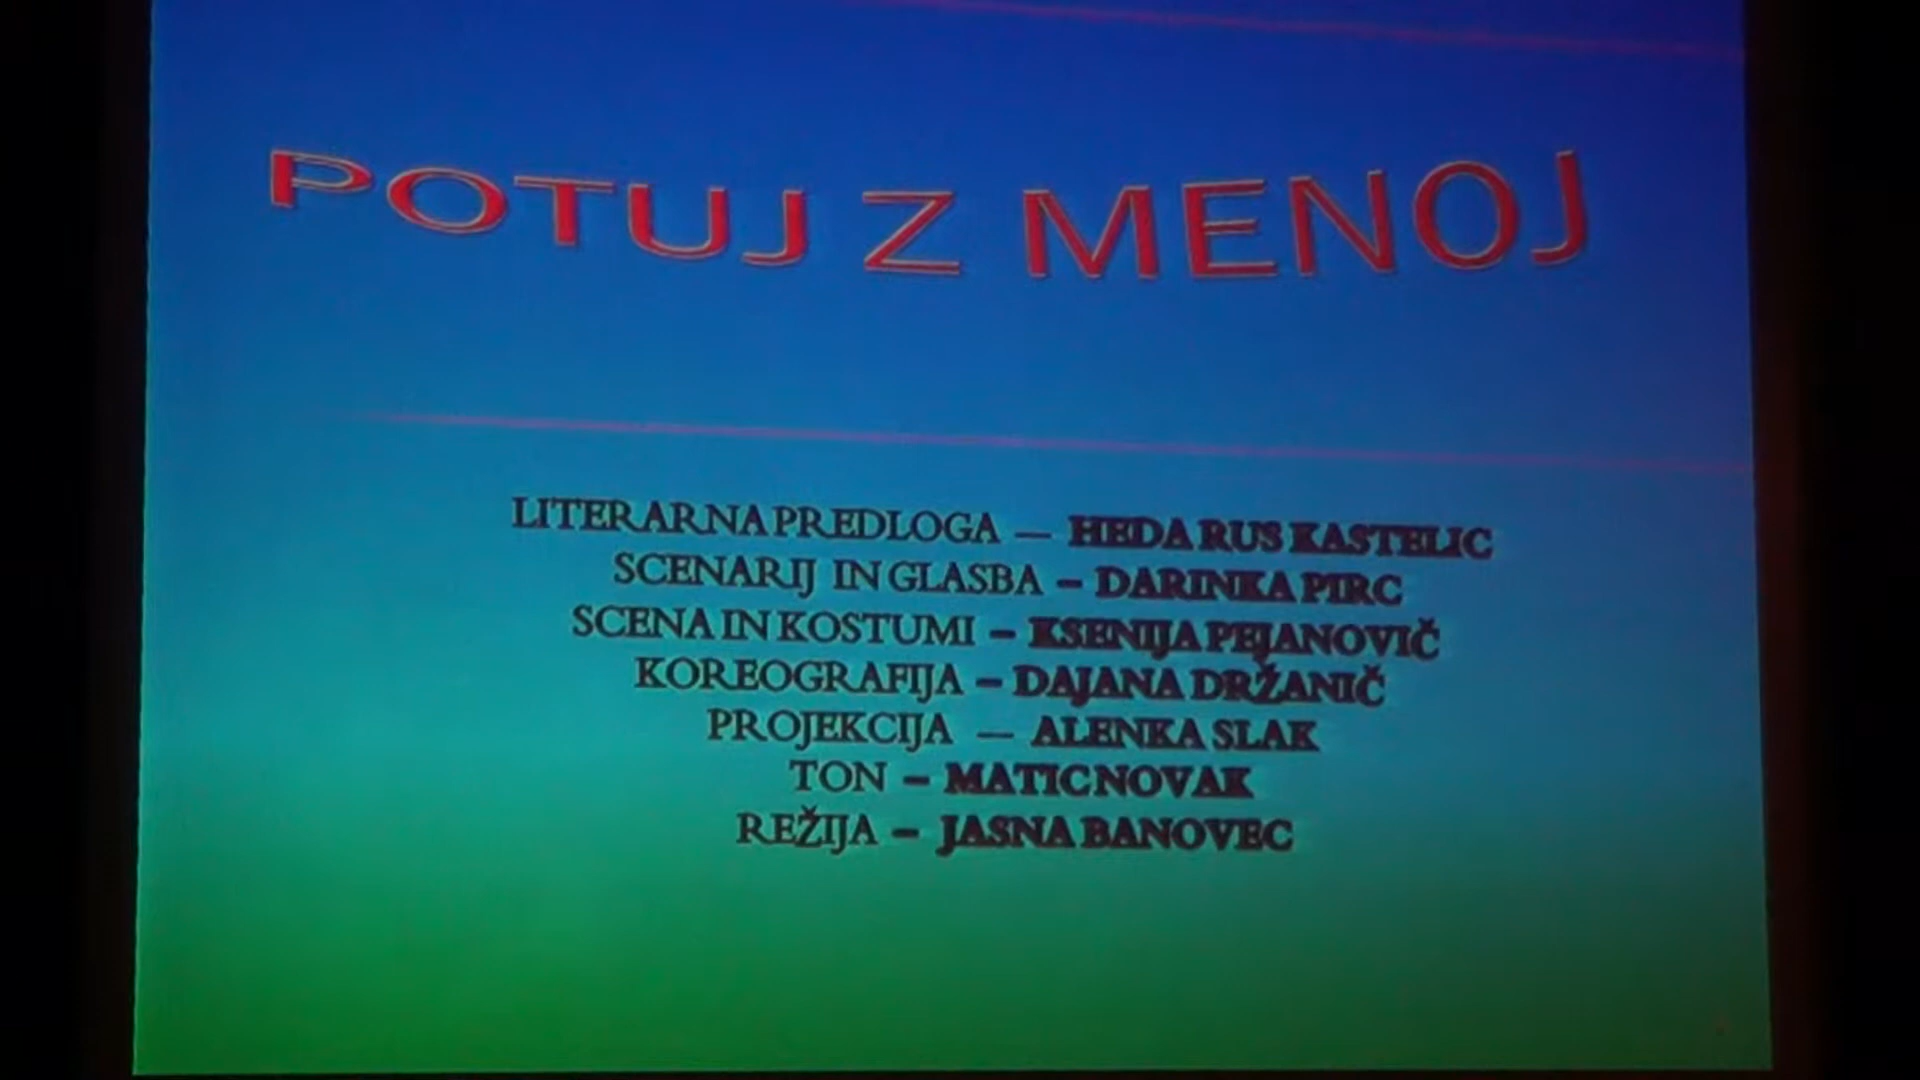 POTUJ Z MENOJ
LITERARNA PREDLOGA — HEDA RUS KASTELIC
SCENARIJ IN GLASBA – DARINKA PIRC
SCENA IN KOSTUMI – KSENIJA PEJANOVIČ
KOREOGRAFIJA – DAJANA DRŽANIČ
PROJEKCIJA — ALENKA SLAK
TON – MATIC NOVAK
REŽIJA – JASNA BANOVEC